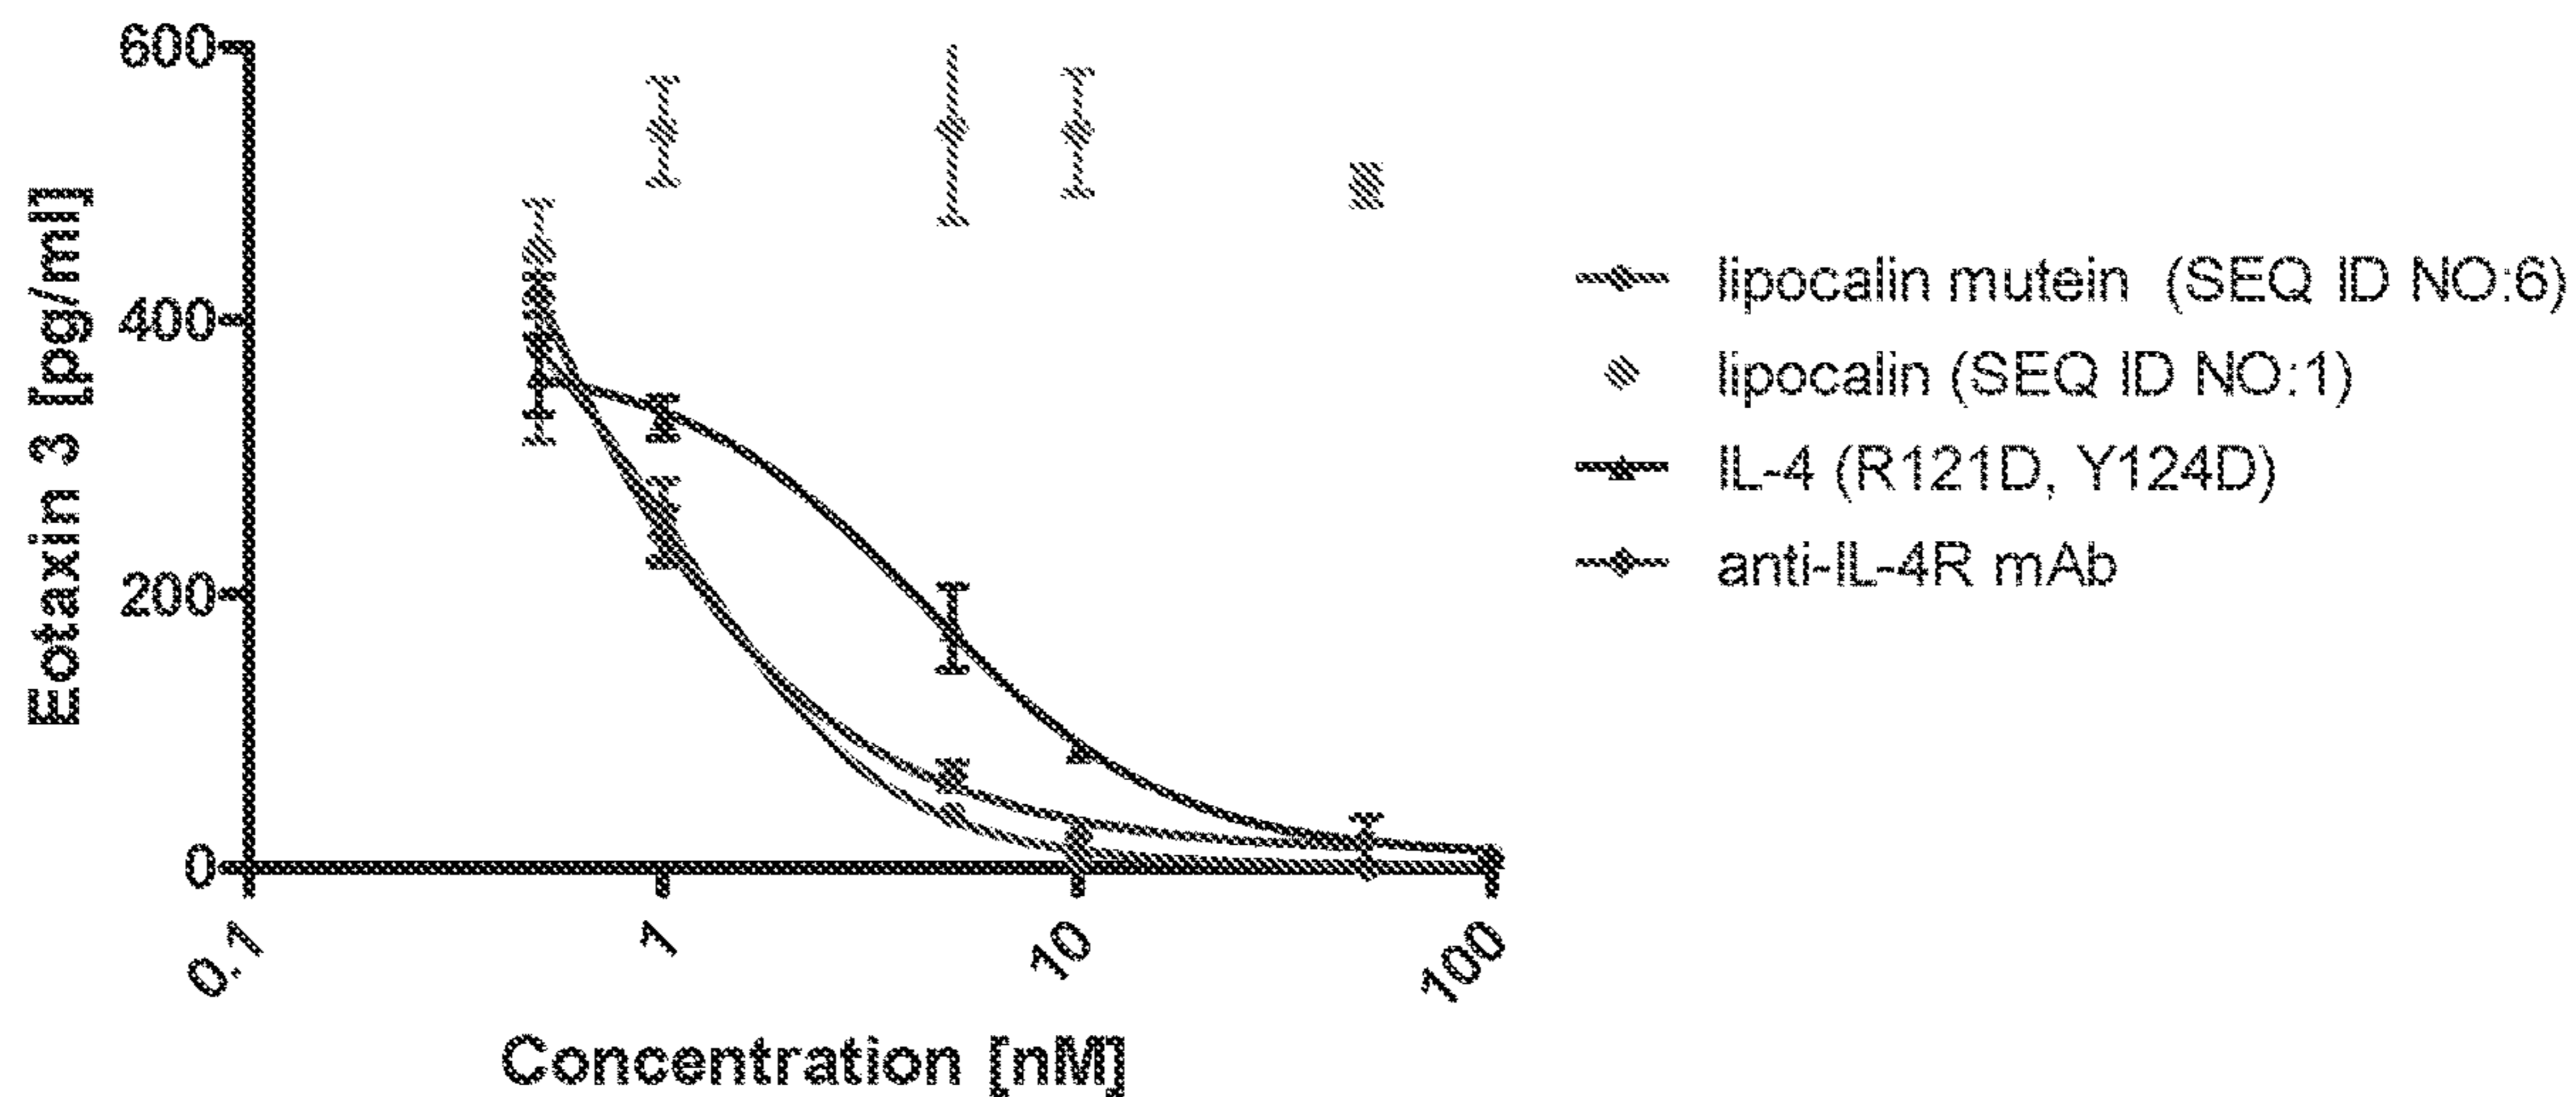 600
400
200
0
Eotaxin 3 [pg/ml]
0.1
1
10
100
Concentration [nM]
lipocalin mutein (SEQ ID NO:6)
lipocalin (SEQ ID NO:1)
IL-4 (R121D, Y124D)
anti-IL-4R mAb